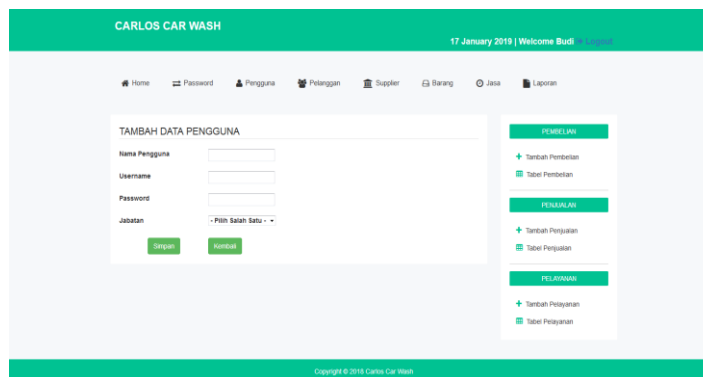 CARLOS CAR WASH
17 January 2019 | Welcome Budi Logout
Home Password Pengguna Pelanggan Supplier Barang Jasa Laporan
TAMBAH DATA PENGGUNA
Nama Pengguna
Username
Password
Jabatan - Pilih Salah Satu -
Simpan Kembali
PEMBELIAN
Tambah Pembelian
Tabel Pembelian
PENJUALAN
Tambah Penjualan
Tabel Penjualan
PELAYANAN
Tambah Pelayanan
Tabel Pelayanan
Copyright © 2018 Carlos Car Wash